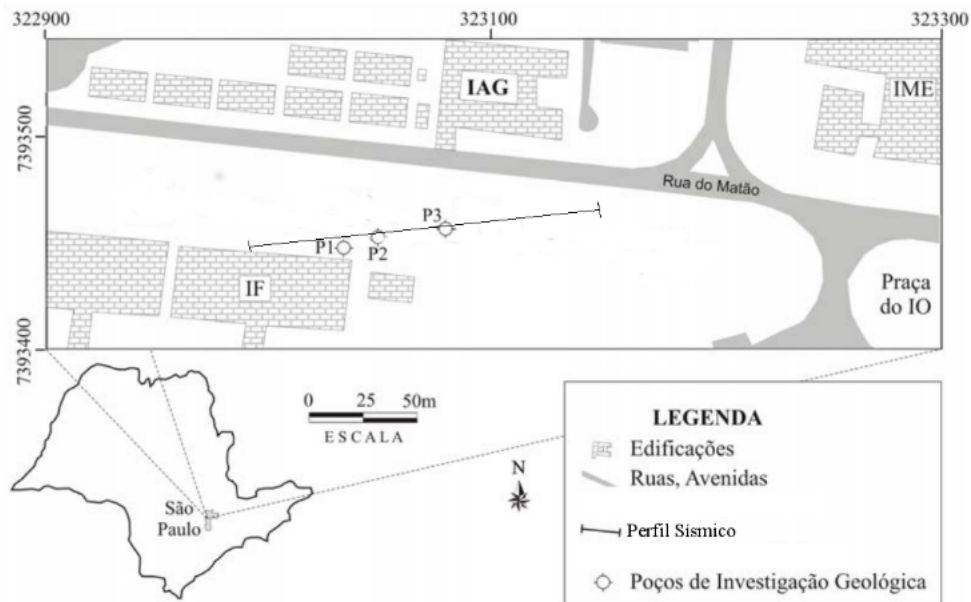 322900
323100
323300
7393500
7393400
IAG
IME
Rua do Matão
P3
P1
P2
IF
Praça
do IO
0 25 50m
ESCALA
N
São
Paulo
LEGENDA
Edificações
Ruas, Avenidas
Perfil Sísmico
Poços de Investigação Geológica